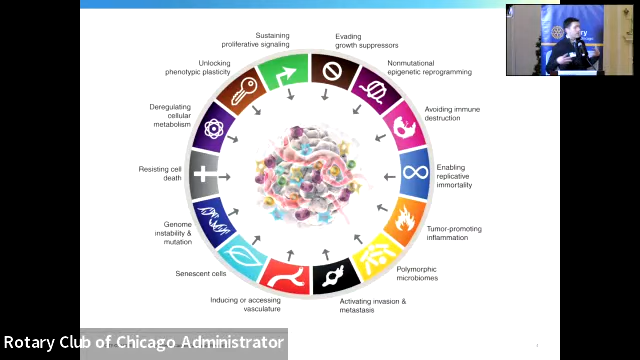 Sustaining
proliferative signaling
Evading
growth suppressors
Unlocking
phenotypic plasticity
Nonmutational
epigenetic reprogramming
Deregulating
cellular
metabolism
Avoiding immune
destruction
Resisting cell
death
Enabling
replicative
immortality
Genome
instability &
mutation
Tumor-promoting
inflammation
Senescent cells
Polymorphic
microbiomes
Inducing or accessing
vasculature
Activating invasion &
metastasis
Rotary Club of Chicago Administrator